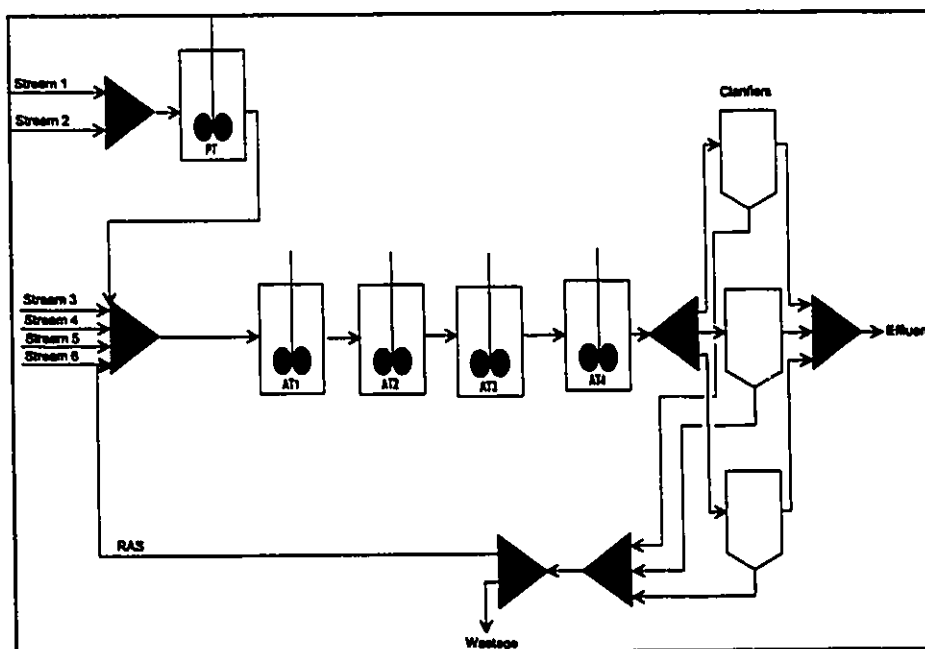 Stream 1
Stream 2
PT
Clarifiers
Stream 3
Stream 4
Stream 5
Stream 6
AT1
AT2
AT3
AT4
Effluen
RAS
Wastage